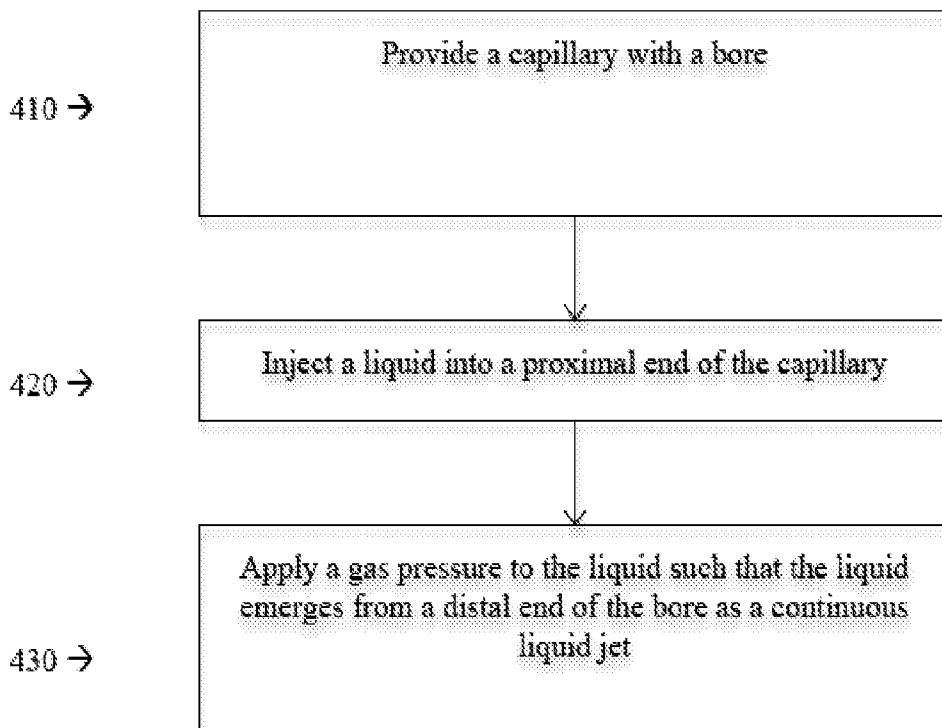 Provide a capillary with a bore
410 →
Inject a liquid into a proximal end of the capillary
420 →
Apply a gas pressure to the liquid such that the liquid
emerges from a distal end of the bore as a continuous
liquid jet
430 →